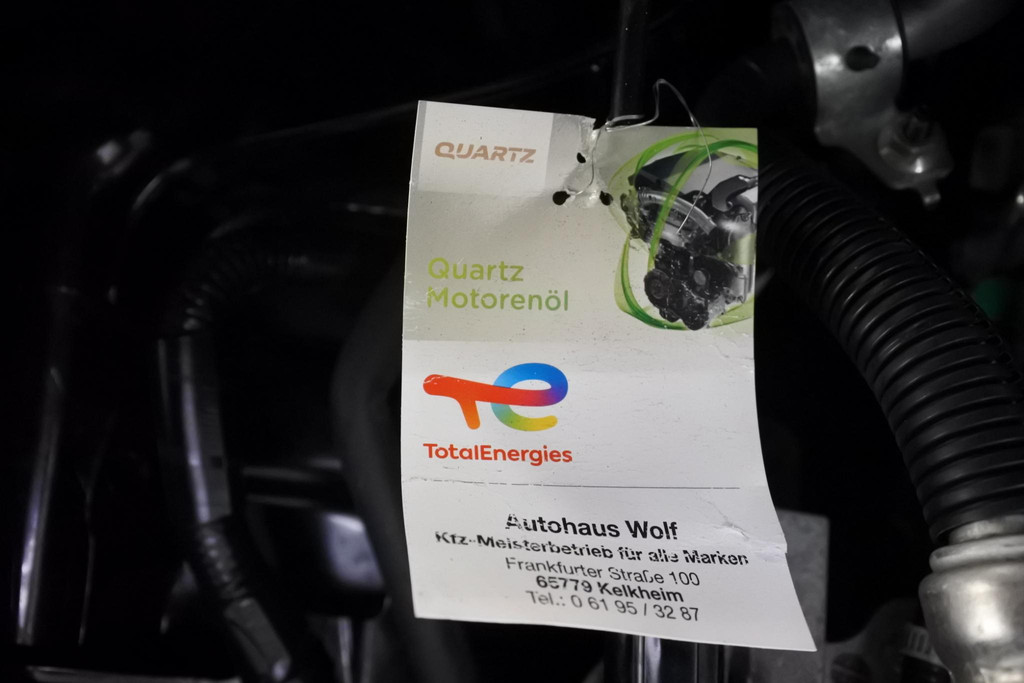 QUARTZ
Quartz
Motorenöl
TotalEnergies
Autohaus Wolf
Kfz-Meisterbetrieb für alle Marken
Frankfurter Straße 100
65779 Kelkheim
Tel.: 0 61 95 / 32 87